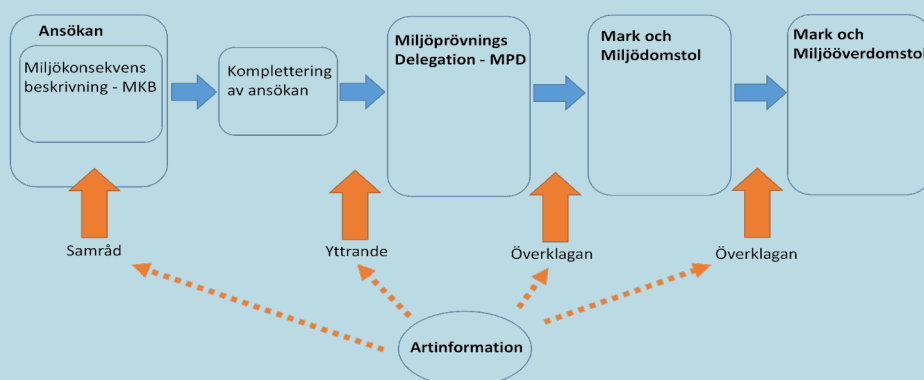 Ansökan
Miljökonsekvens
beskrivning - MKB
Komplettering
av ansökan
Miljöprövnings
Delegation - MPD
Mark och
Miljödomstol
Mark och
Miljööverdomstol
Samråd
Yttrande
Överklagan
Överklagan
Artinformation